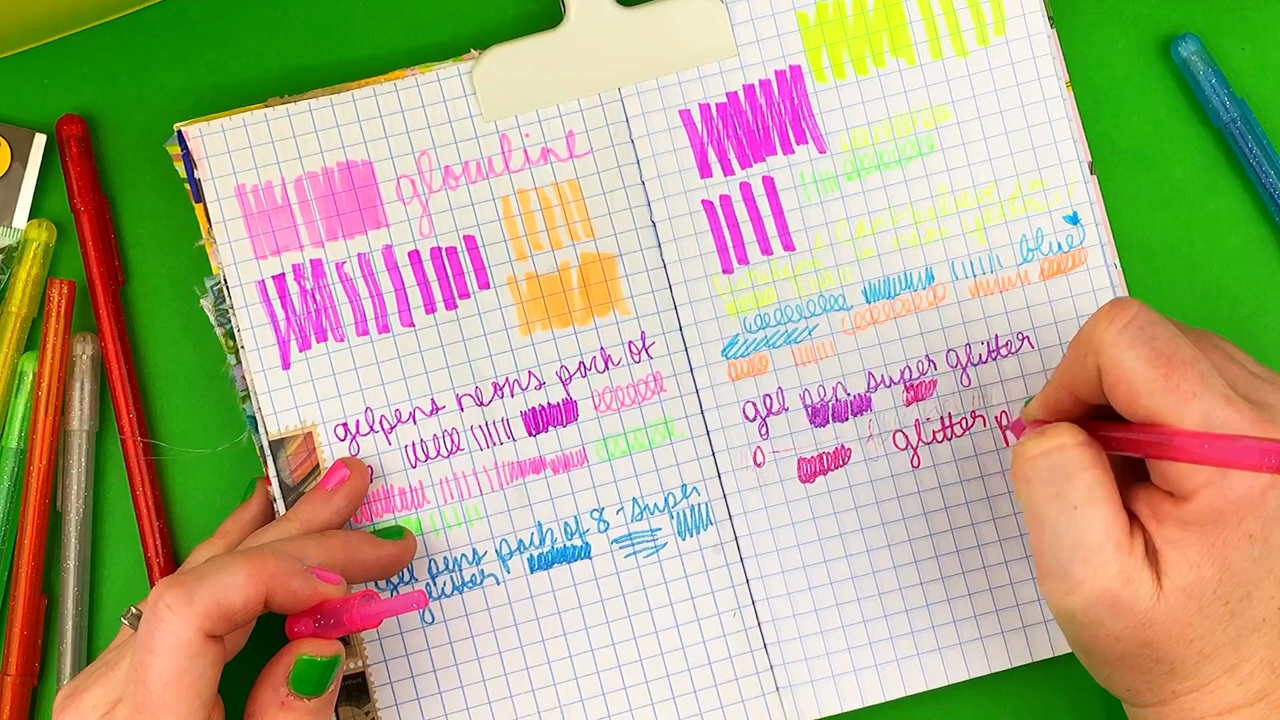 glowline
gelpens neons pack of
gel pens pack of 8 - super
glitter
blue
gel pen super glitter
glitter p